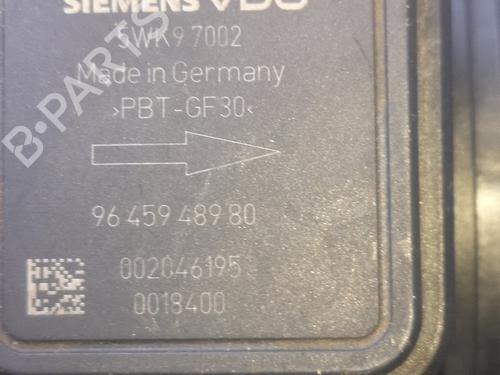 SIEMENS VDO
5WK9 7002
Made in Germany
>PBT-GF30<
96 459 489 80
002046195
0018400
B-PARTS